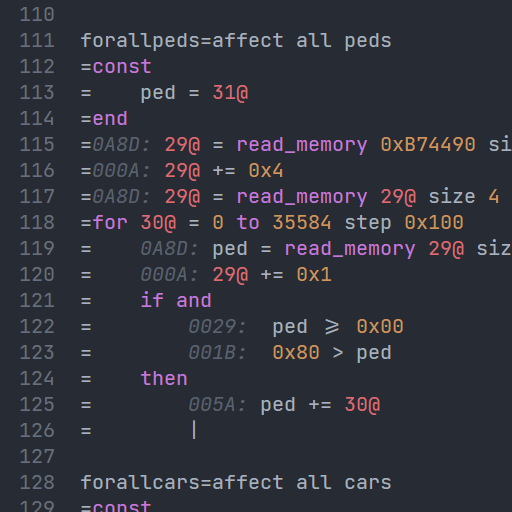 110
111 forallpeds=affect all peds
112 =const
113 =    ped = 31@
114 =end
115 =0A8D: 29@ = read_memory 0xB74490 si
116 =000A: 29@ += 0x4
117 =0A8D: 29@ = read_memory 29@ size 4
118 =for 30@ = 0 to 35584 step 0x100
119 =    0A8D: ped = read_memory 29@ siz
120 =    000A: 29@ += 0x1
121 =    if and
122 =        0029:  ped >= 0x00
123 =        001B:  0x80 > ped
124 =    then
125 =        005A: ped += 30@
126 =        |
127
128 forallcars=affect all cars
129 =const